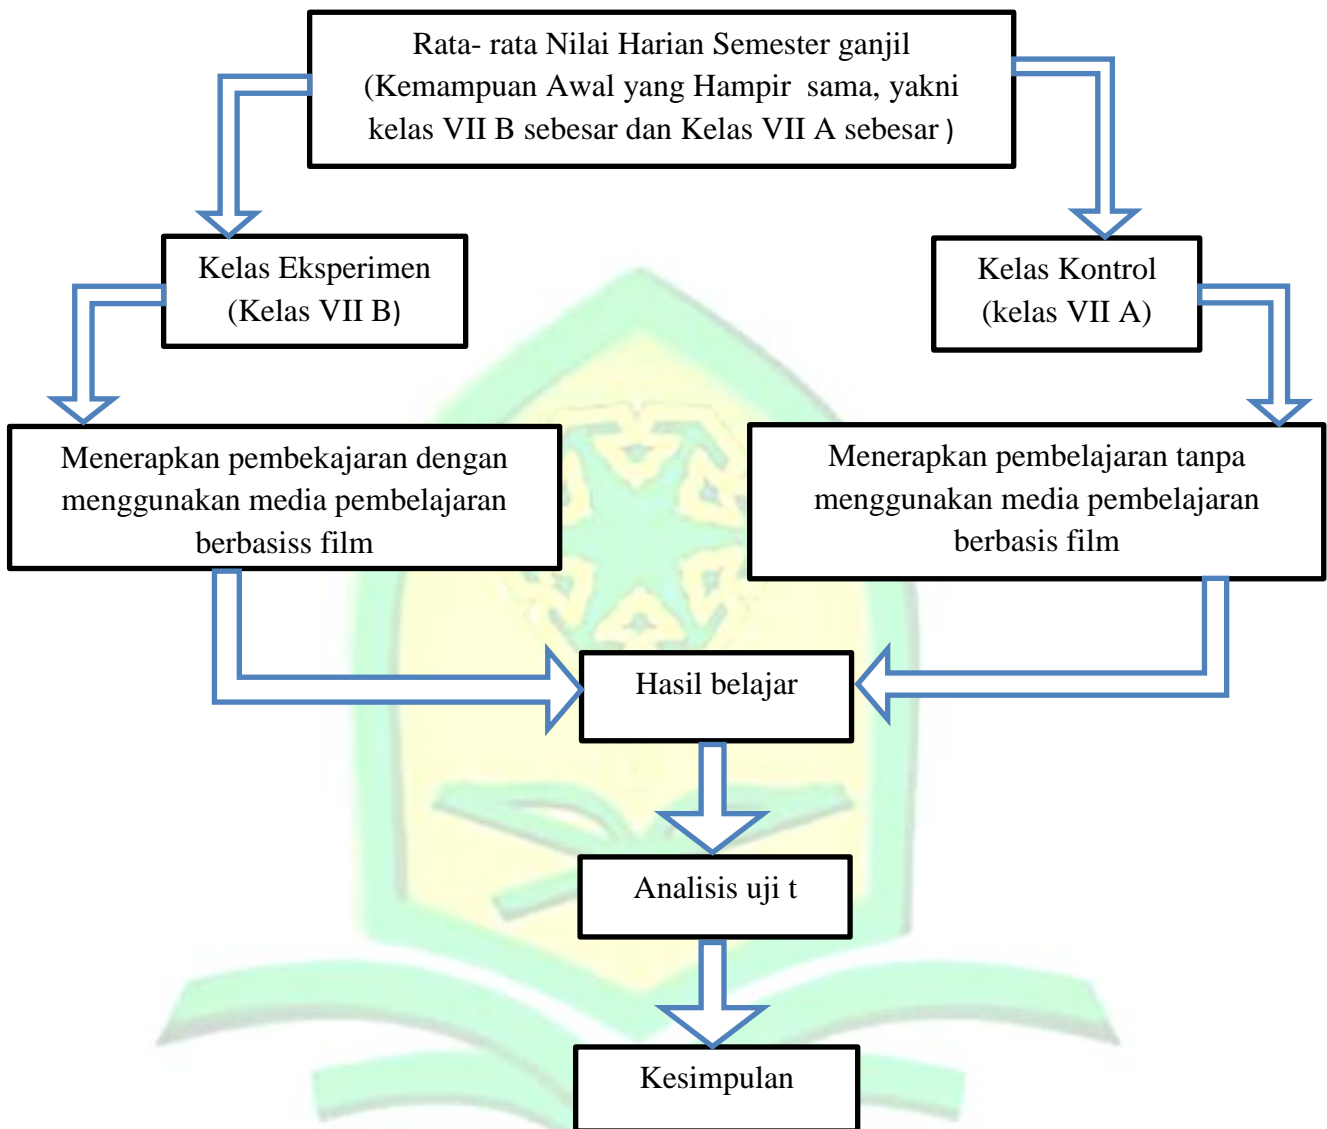 Rata- rata Nilai Harian Semester ganjil
(Kemampuan Awal yang Hampir sama, yakni
kelas VII B sebesar dan Kelas VII A sebesar )
Kelas Eksperimen
(Kelas VII B)
Kelas Kontrol
(kelas VII A)
Menerapkan pembekajaran dengan
menggunakan media pembelajaran
berbasiss film
Menerapkan pembelajaran tanpa
menggunakan media pembelajaran
berbasis film
Hasil belajar
Analisis uji t
Kesimpulan